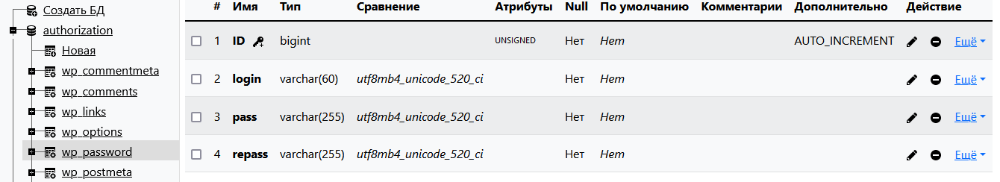 Создать БД
authorization
Новая
wp_commentmeta
wp_comments
wp_links
wp_options
wp_password
wp_postmeta
# Имя Тип Сравнение Атрибуты Null По умолчанию Комментарии Дополнительно Действие
1 ID bigint UNSIGNED Нет Нет AUTO_INCREMENT Ещё
2 login varchar(60) utf8mb4_unicode_520_ci Нет Нет Ещё
3 pass varchar(255) utf8mb4_unicode_520_ci Нет Нет Ещё
4 repass varchar(255) utf8mb4_unicode_520_ci Нет Нет Ещё